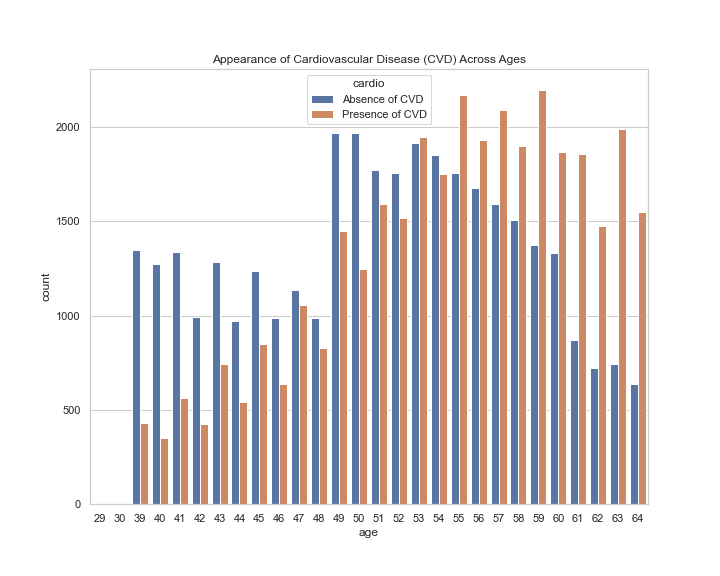 Appearance of Cardiovascular Disease (CVD) Across Ages
cardio
Absence of CVD
Presence of CVD
2000
1500
1000
500
0
count
29 30 39 40 41 42 43 44 45 46 47 48 49 50 51 52 53 54 55 56 57 58 59 60 61 62 63 64
age